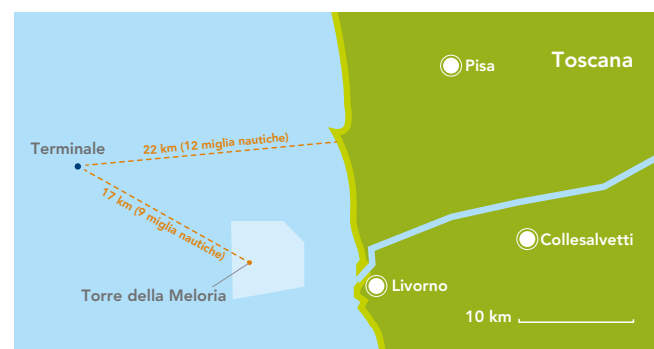 Toscana
Pisa
22 km (12 miglia nautiche)
Terminale
17 km (9 miglia nautiche)
Collesalvetti
Torre della Meloria
Livorno
10 km